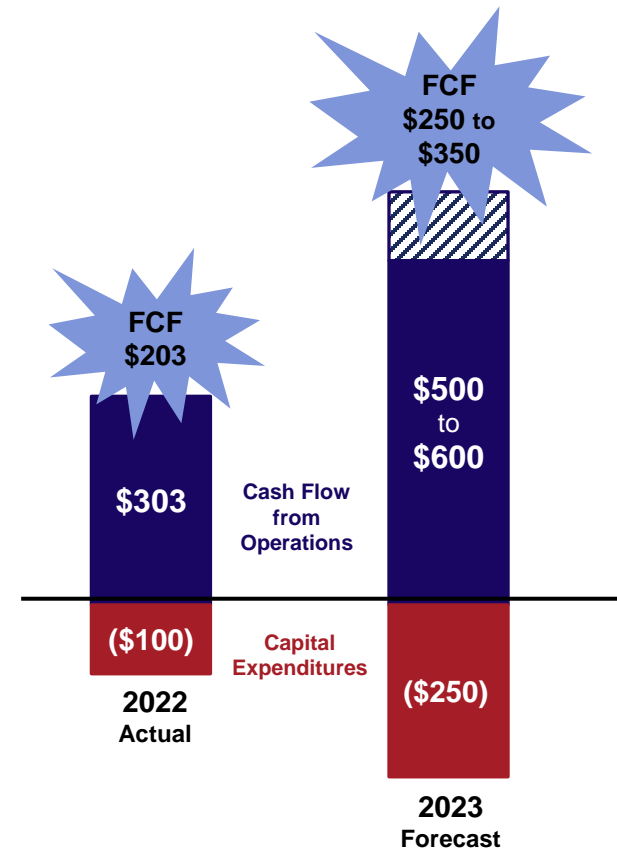 FCF
$250 to
$350
FCF
$203
$500
to
$600
$303
Cash Flow
from
Operations
($100)
Capital
Expenditures
($250)
2022
Actual
2023
Forecast